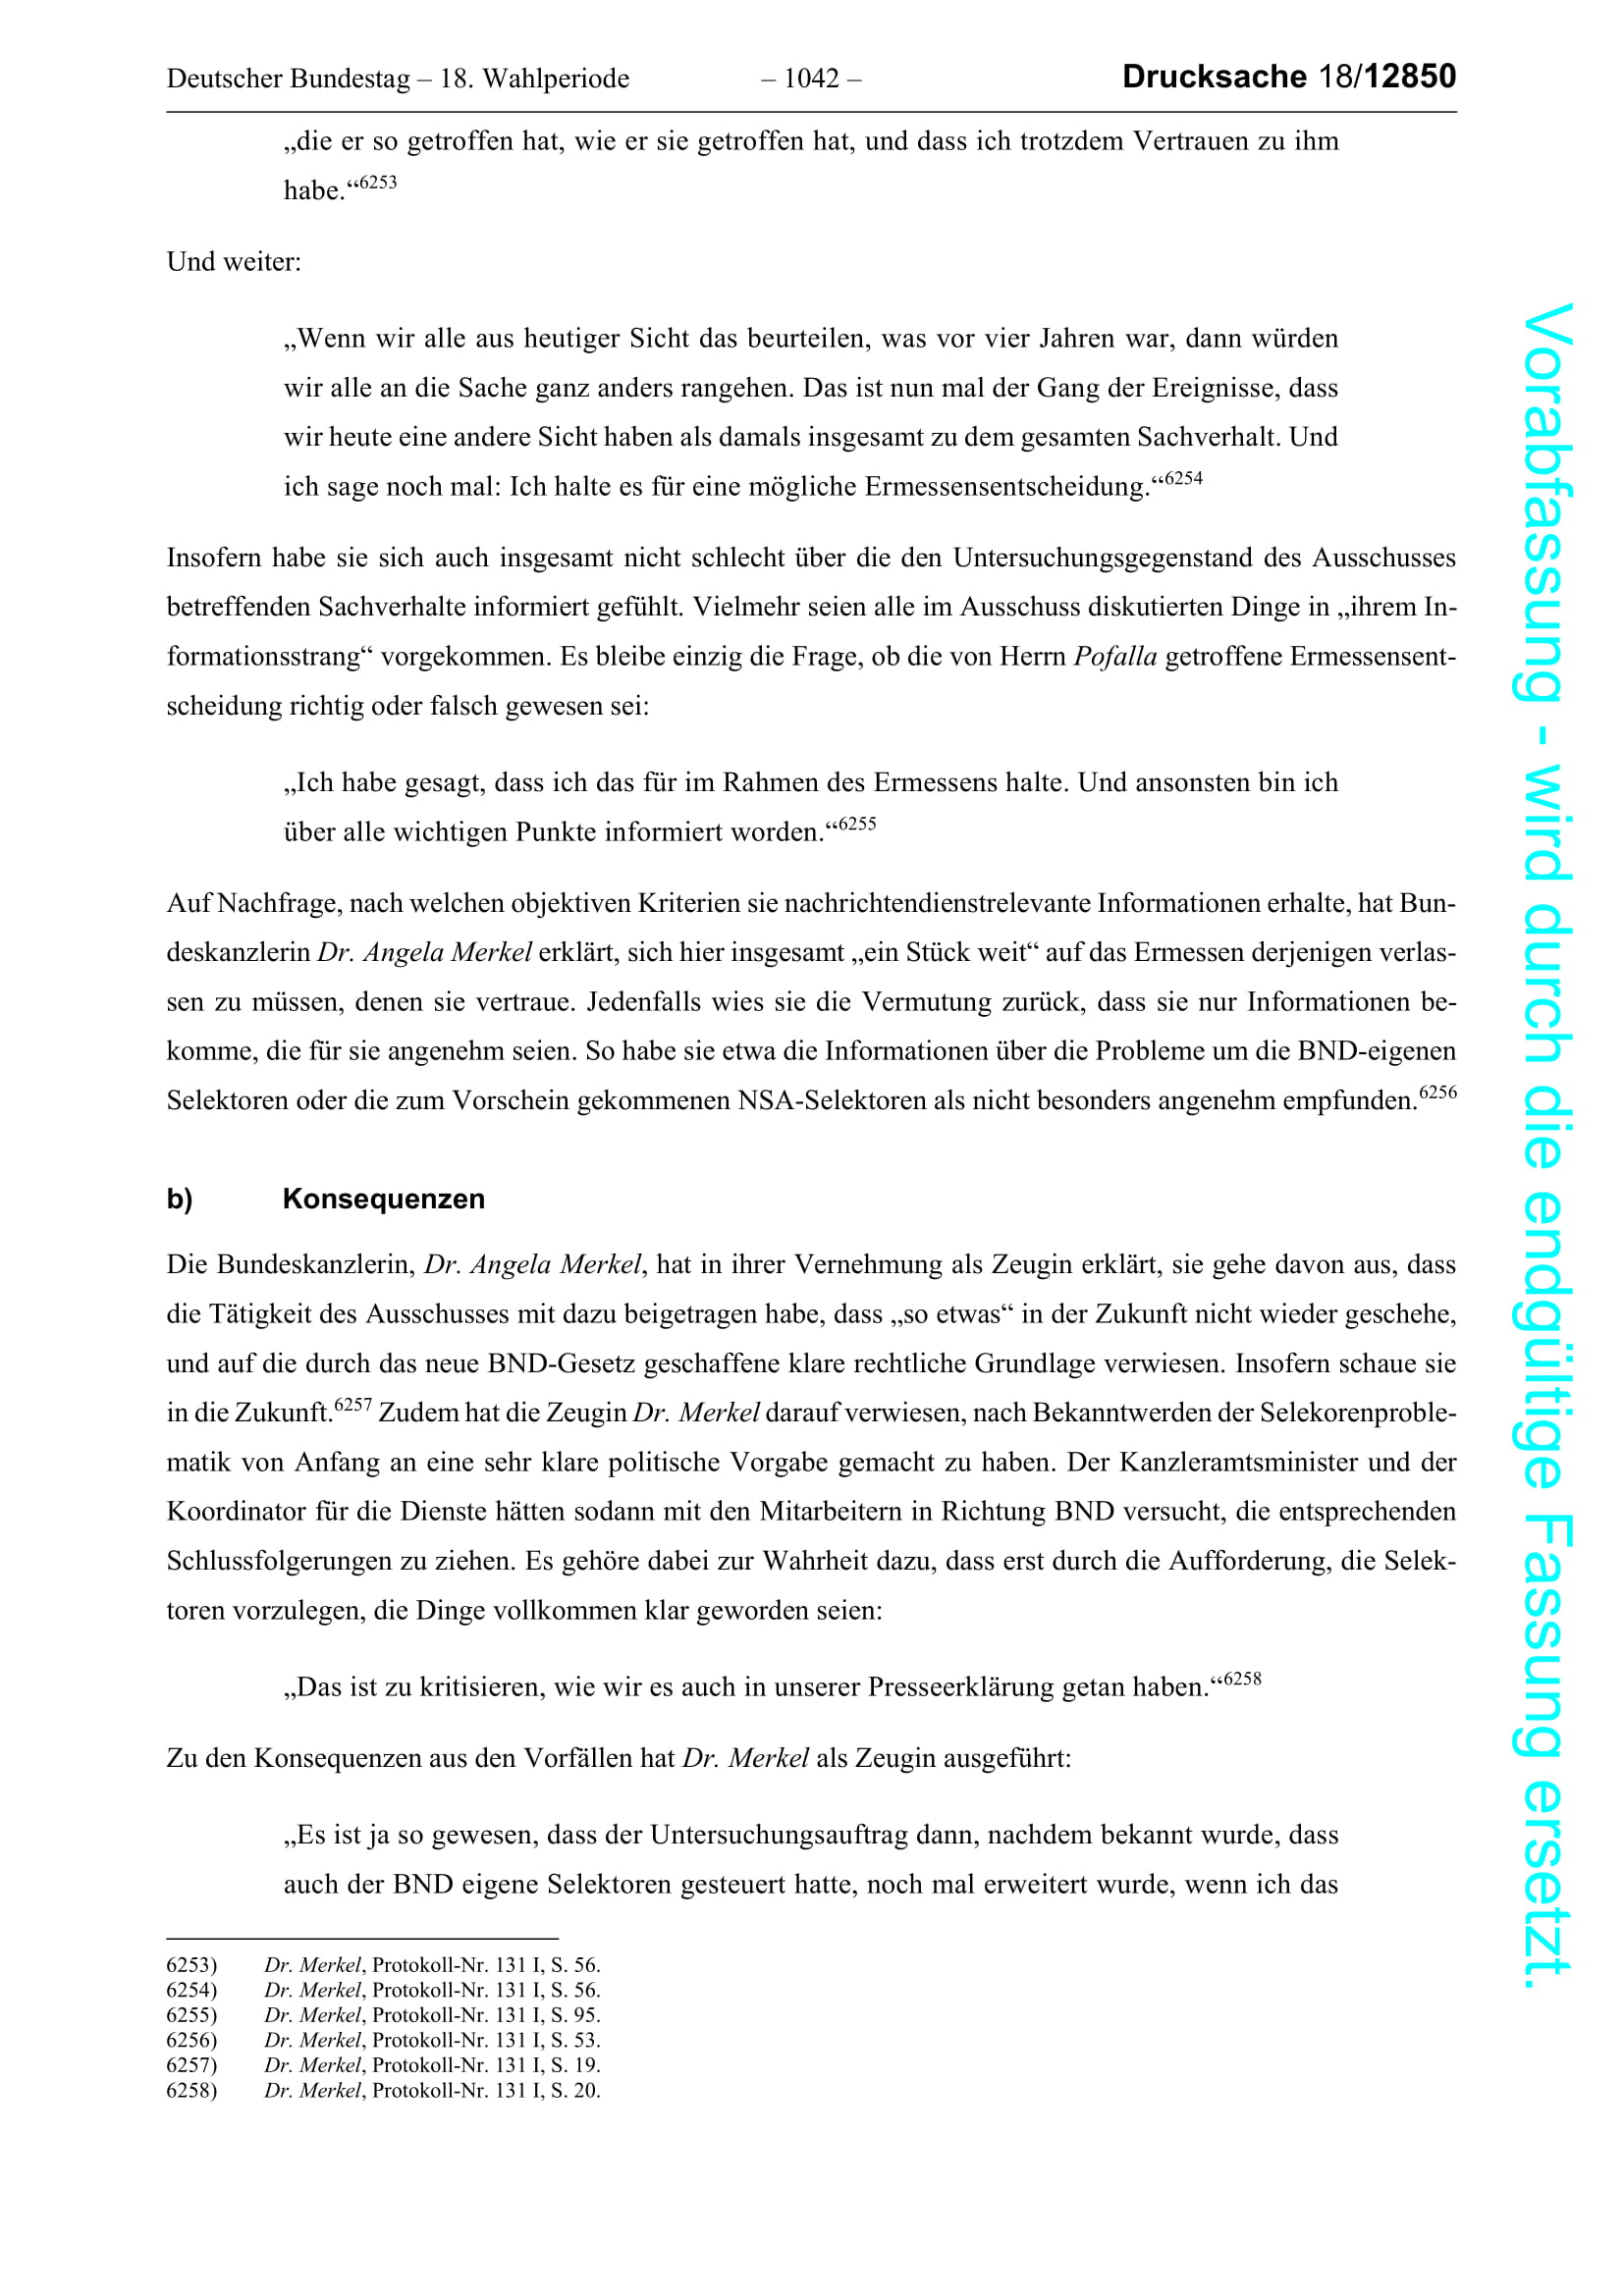 Deutscher Bundestag – 18. Wahlperiode – 1042 – Drucksache 18/12850
„die er so getroffen hat, wie er sie getroffen hat, und dass ich trotzdem Vertrauen zu ihm
habe.“6253
Und weiter:
„Wenn wir alle aus heutiger Sicht das beurteilen, was vor vier Jahren war, dann würden
wir alle an die Sache ganz anders rangehen. Das ist nun mal der Gang der Ereignisse, dass
wir heute eine andere Sicht haben als damals insgesamt zu dem gesamten Sachverhalt. Und
ich sage noch mal: Ich halte es für eine mögliche Ermessensentscheidung.“6254
Insofern habe sie sich auch insgesamt nicht schlecht über die den Untersuchungsgegenstand des Ausschusses
betreffenden Sachverhalte informiert gefühlt. Vielmehr seien alle im Ausschuss diskutierten Dinge in „ihrem In-
formationsstrang“ vorgekommen. Es bleibe einzig die Frage, ob die von Herrn Pofalla getroffene Ermessensent-
scheidung richtig oder falsch gewesen sei:
„Ich habe gesagt, dass ich das für im Rahmen des Ermessens halte. Und ansonsten bin ich
über alle wichtigen Punkte informiert worden.“6255
Auf Nachfrage, nach welchen objektiven Kriterien sie nachrichtendienstrelevante Informationen erhalte, hat Bun-
deskanzlerin Dr. Angela Merkel erklärt, sich hier insgesamt „ein Stück weit“ auf das Ermessen derjenigen verlas-
sen zu müssen, denen sie vertraue. Jedenfalls wies sie die Vermutung zurück, dass sie nur Informationen be-
komme, die für sie angenehm seien. So habe sie etwa die Informationen über die Probleme um die BND-eigenen
Selektoren oder die zum Vorschein gekommenen NSA-Selektoren als nicht besonders angenehm empfunden.6256
b) Konsequenzen
Die Bundeskanzlerin, Dr. Angela Merkel, hat in ihrer Vernehmung als Zeugin erklärt, sie gehe davon aus, dass
die Tätigkeit des Ausschusses mit dazu beigetragen habe, dass „so etwas“ in der Zukunft nicht wieder geschehe,
und auf die durch das neue BND-Gesetz geschaffene klare rechtliche Grundlage verwiesen. Insofern schaue sie
in die Zukunft.6257 Zudem hat die Zeugin Dr. Merkel darauf verwiesen, nach Bekanntwerden der Selekorenproble-
matik von Anfang an eine sehr klare politische Vorgabe gemacht zu haben. Der Kanzleramtsminister und der
Koordinator für die Dienste hätten sodann mit den Mitarbeitern in Richtung BND versucht, die entsprechenden
Schlussfolgerungen zu ziehen. Es gehöre dabei zur Wahrheit dazu, dass erst durch die Aufforderung, die Selek-
toren vorzulegen, die Dinge vollkommen klar geworden seien:
„Das ist zu kritisieren, wie wir es auch in unserer Presseerklärung getan haben.“6258
Zu den Konsequenzen aus den Vorfällen hat Dr. Merkel als Zeugin ausgeführt:
„Es ist ja so gewesen, dass der Untersuchungsauftrag dann, nachdem bekannt wurde, dass
auch der BND eigene Selektoren gesteuert hatte, noch mal erweitert wurde, wenn ich das
6253) Dr. Merkel, Protokoll-Nr. 131 I, S. 56.
6254) Dr. Merkel, Protokoll-Nr. 131 I, S. 56.
6255) Dr. Merkel, Protokoll-Nr. 131 I, S. 95.
6256) Dr. Merkel, Protokoll-Nr. 131 I, S. 53.
6257) Dr. Merkel, Protokoll-Nr. 131 I, S. 19.
6258) Dr. Merkel, Protokoll-Nr. 131 I, S. 20.
Vorabfassung - wird durch die endgültige Fassung ersetzt.